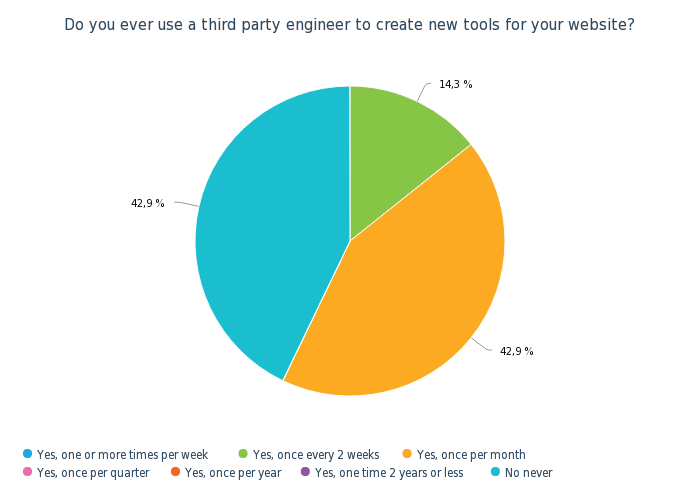 Do you ever use a third party engineer to create new tools for your website?
14,3 %
42,9 %
42,9 %
Yes, one or more times per week
Yes, once every 2 weeks
Yes, once per month
Yes, once per quarter
Yes, once per year
Yes, one time 2 years or less
No never